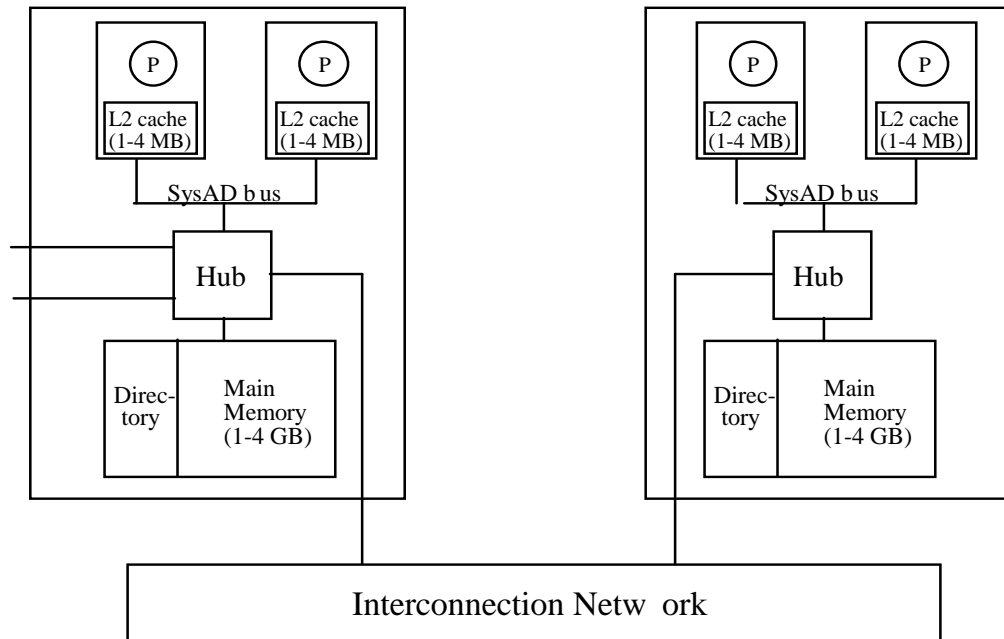 P
P
L2 cache
(1-4 MB)
L2 cache
(1-4 MB)
SysAD b us
Hub
Direc-
tory
Main
Memory
(1-4 GB)
P
P
L2 cache
(1-4 MB)
L2 cache
(1-4 MB)
SysAD b us
Hub
Direc-
tory
Main
Memory
(1-4 GB)
Interconnection Netw ork